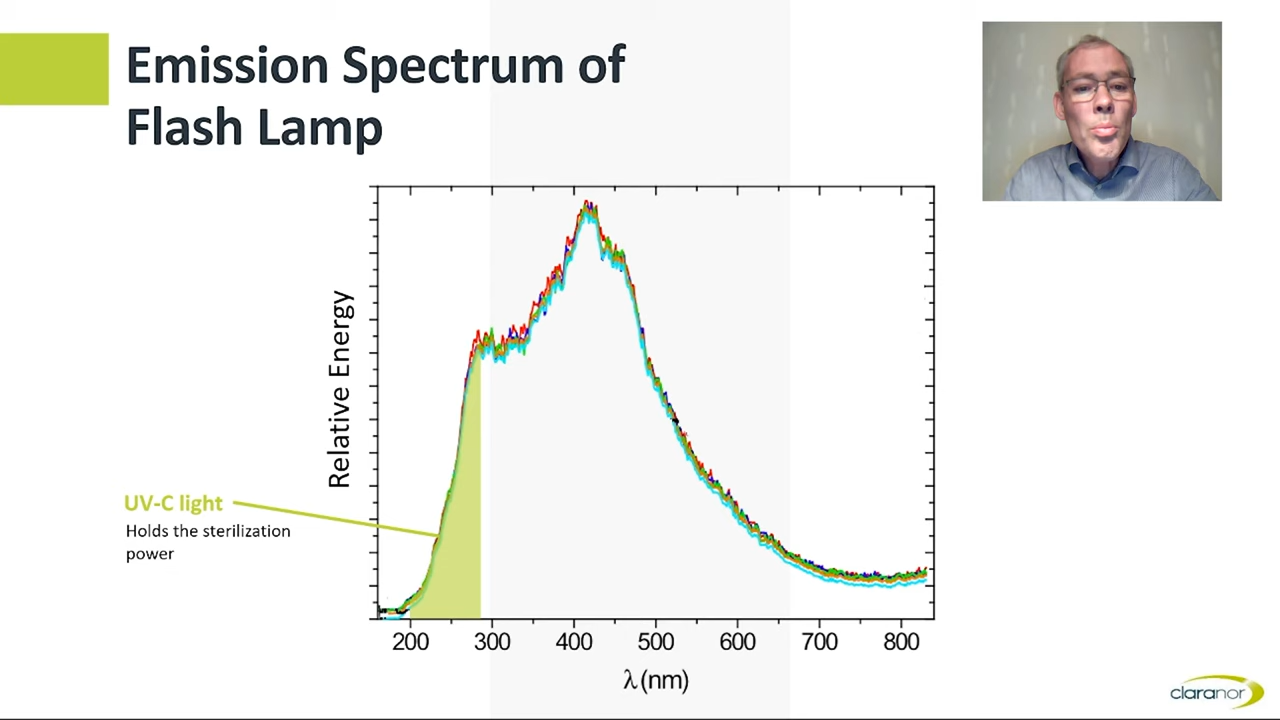 Emission Spectrum of
Flash Lamp
Relative Energy
UV-C light
Holds the sterilization
power
200 300 400 500 600 700 800
λ (nm)
claranor